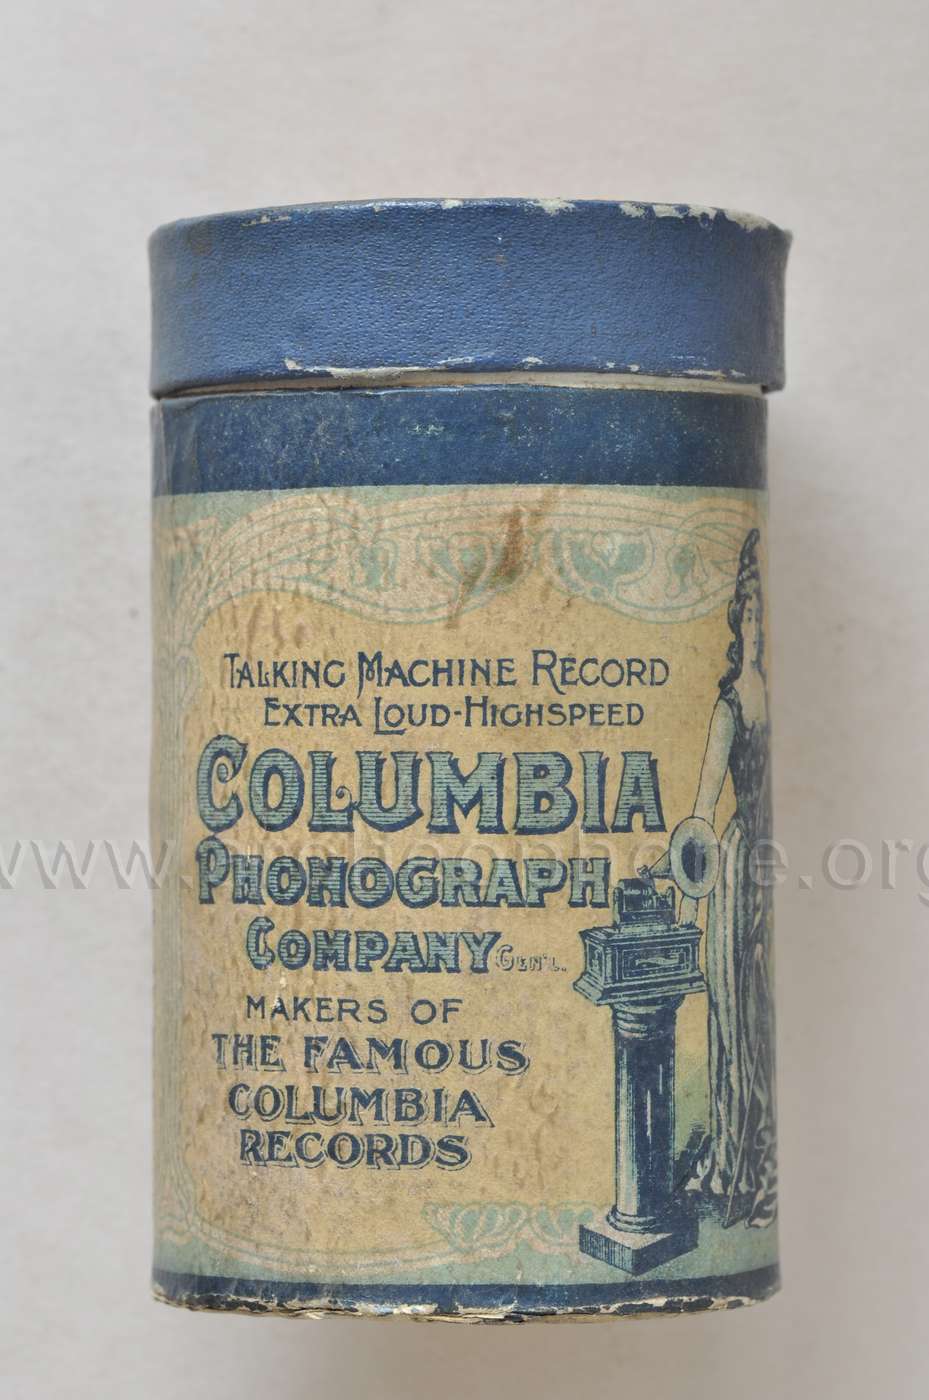 TALKING MACHINE RECORD
EXTRA LOUD-HIGHSPEED
COLUMBIA
PHONOGRAPH
COMPANY GEN'L.
MAKERS OF
THE FAMOUS
COLUMBIA
RECORDS